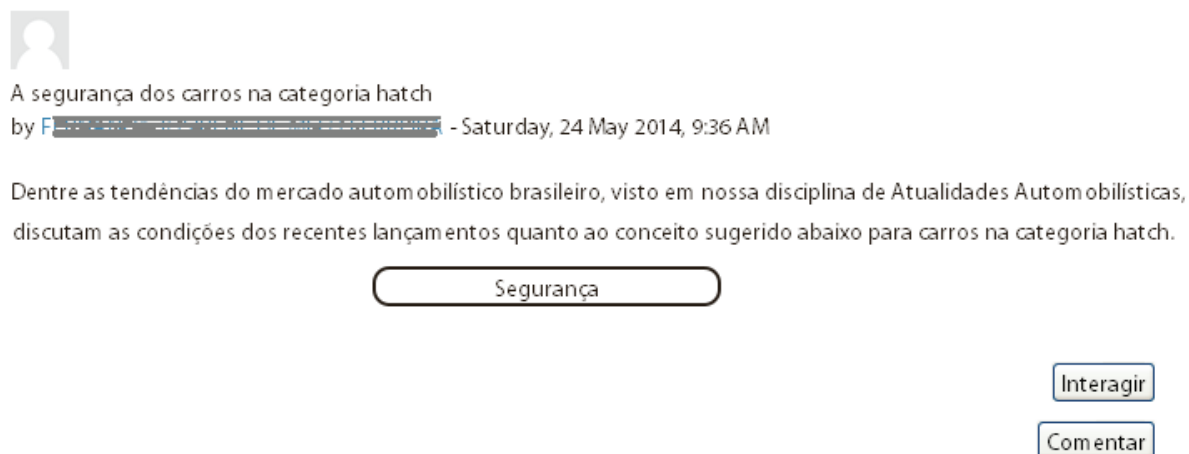 A segurança dos carros na categoria hatch
by F - Saturday, 24 May 2014, 9:36 AM
Dentre as tendências do mercado automobilístico brasileiro, visto em nossa disciplina de Atualidades Automobilísticas,
discutam as condições dos recentes lançamentos quanto ao conceito sugerido abaixo para carros na categoria hatch.
Segurança
Interagir
Comentar